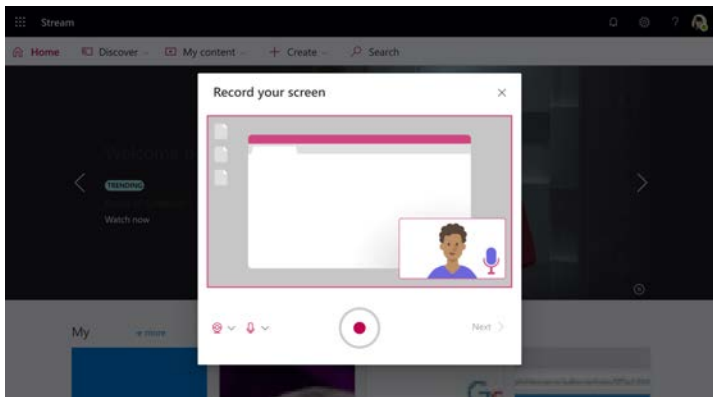 Stream
?
Home Discover My content Create Search
Record your screen
TRENDING
Watch now
Next
My